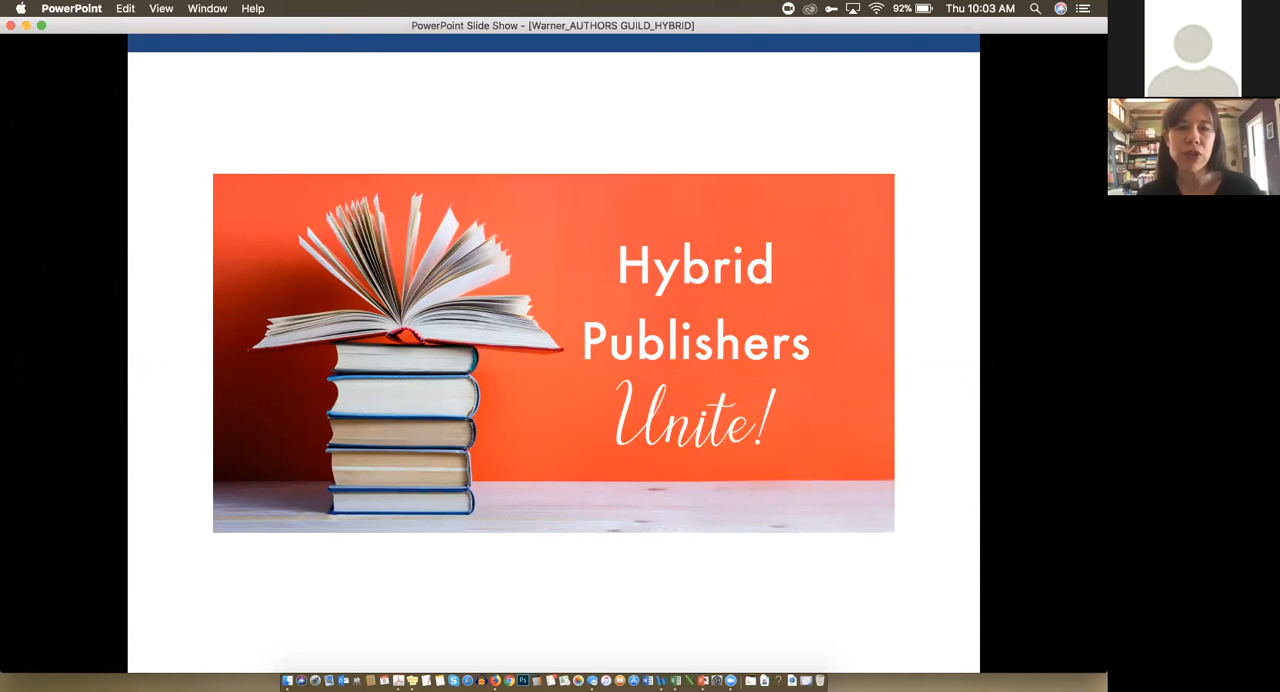 PowerPoint Edit View Window Help 92% Thu 10:03 AM
PowerPoint Slide Show - [Warner_AUTHORS GUILD_HYBRID]
Hybrid
Publishers
Unite!